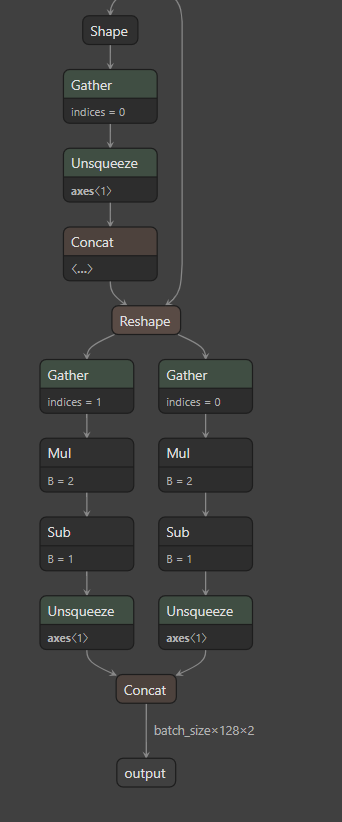 Shape
Gather
indices = 0
Unsqueeze
axes〈1〉
Concat
〈...〉
Reshape
Gather
indices = 1
Mul
B = 2
Sub
B = 1
Unsqueeze
axes〈1〉
Gather
indices = 0
Mul
B = 2
Sub
B = 1
Unsqueeze
axes〈1〉
Concat
batch_size×128×2
output